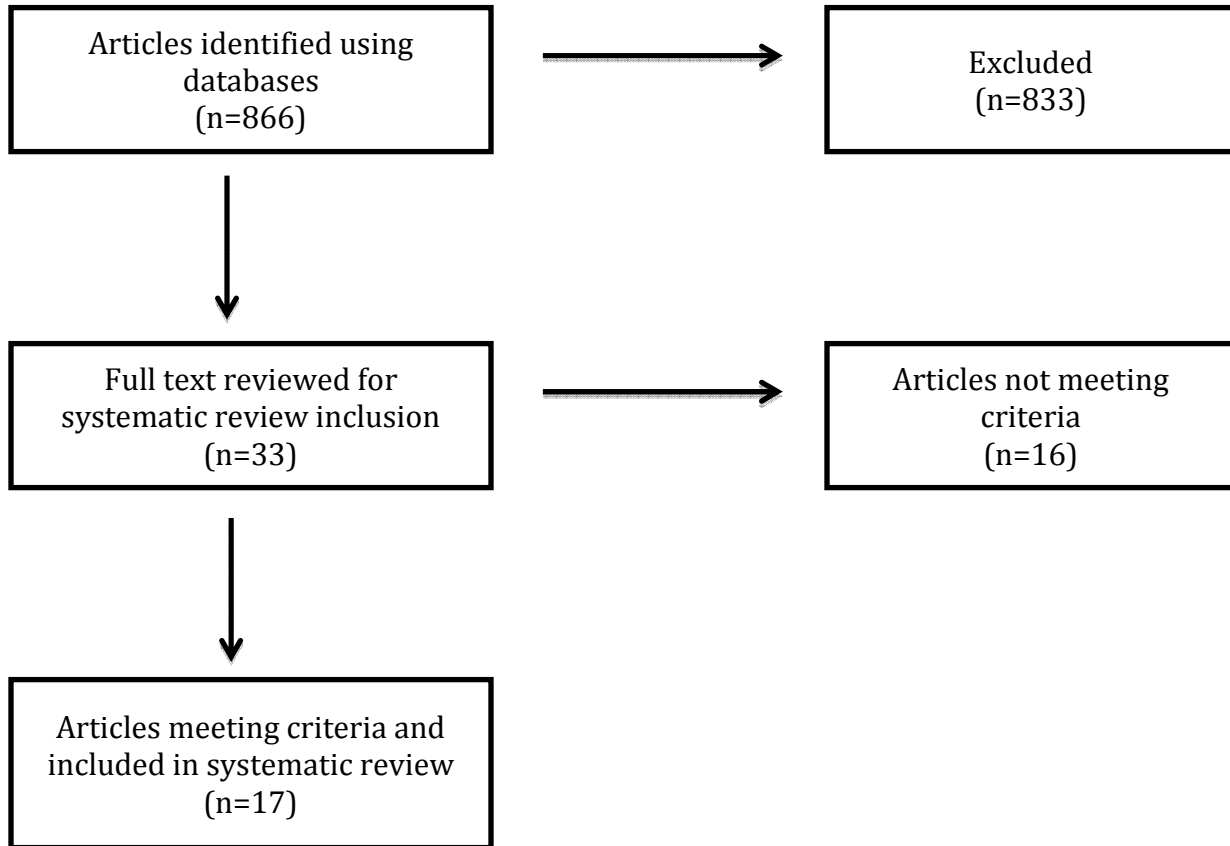 Articles identified using
databases
(n=866)
Excluded
(n=833)
Full text reviewed for
systematic review inclusion
(n=33)
Articles not meeting
criteria
(n=16)
Articles meeting criteria and
included in systematic review
(n=17)